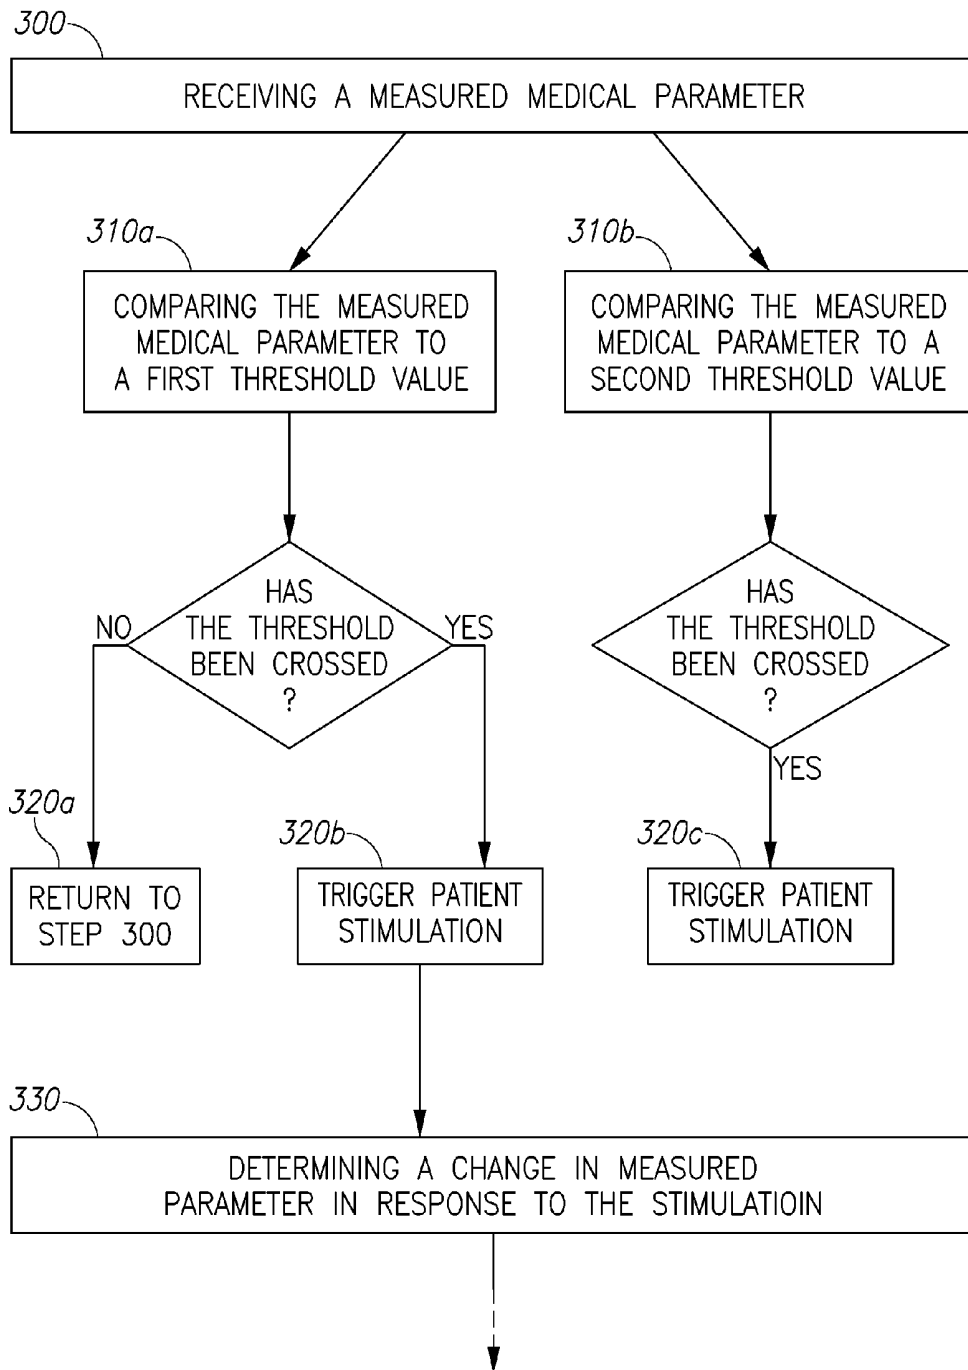 300
RECEIVING A MEASURED MEDICAL PARAMETER
310a
COMPARING THE MEASURED
MEDICAL PARAMETER TO
A FIRST THRESHOLD VALUE
310b
COMPARING THE MEASURED
MEDICAL PARAMETER TO A
SECOND THRESHOLD VALUE
HAS
THE THRESHOLD
BEEN CROSSED
?
NO
YES
HAS
THE THRESHOLD
BEEN CROSSED
?
YES
320a
RETURN TO
STEP 300
320b
TRIGGER PATIENT
STIMULATION
320c
TRIGGER PATIENT
STIMULATION
330
DETERMINING A CHANGE IN MEASURED
PARAMETER IN RESPONSE TO THE STIMULATIOIN